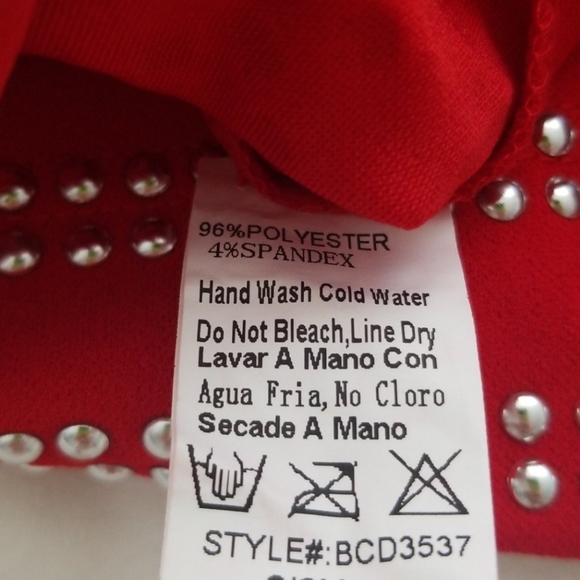 96%POLYESTER
4%SPANDEX
Hand Wash Cold Water
Do Not Bleach,Line Dry
Lavar A Mano Con
Agua Fria,No Cloro
Secade A Mano
STYLE#:BCD3537